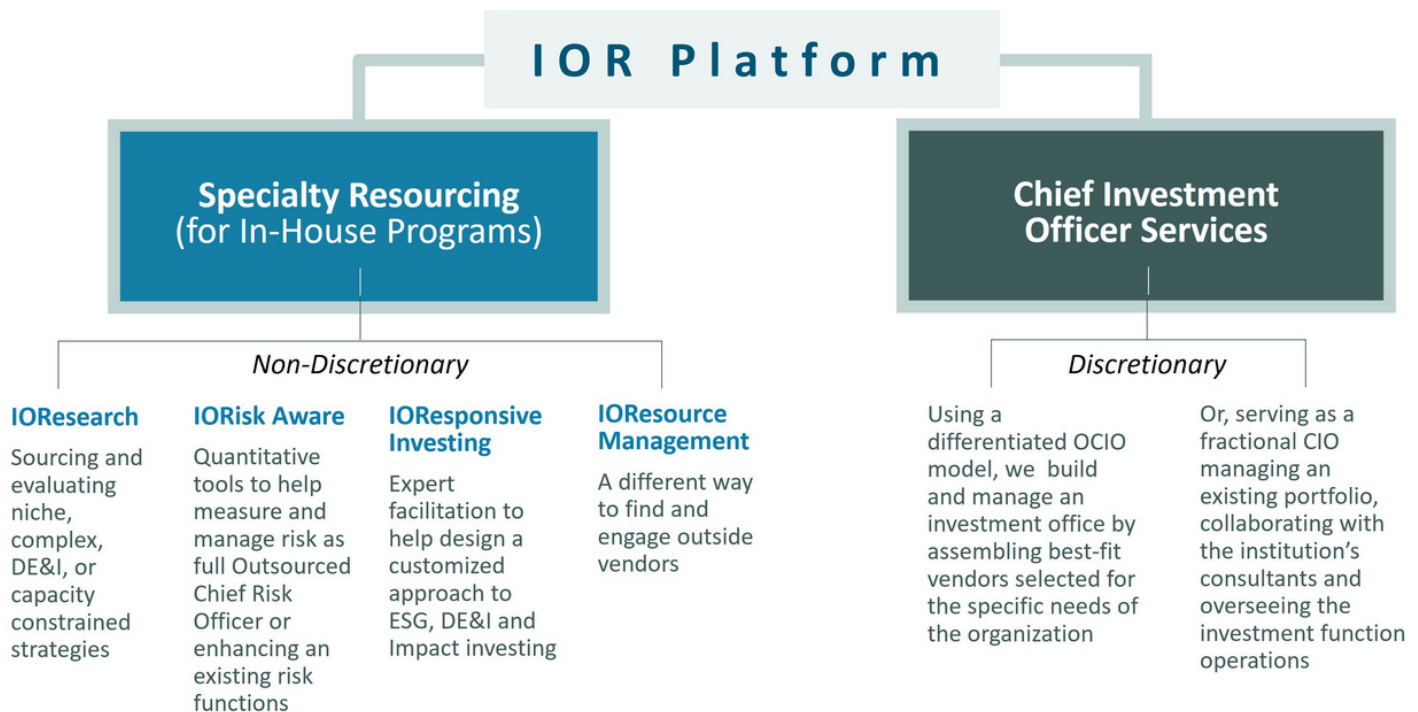 IOR Platform
Specialty Resourcing
(for In-House Programs)
Non-Discretionary
IOResearch
Sourcing and
evaluating
niche,
complex,
DE&I, or
capacity
constrained
strategies
IORisk Aware
Quantitative
tools to help
measure and
manage risk as
full Outsourced
Chief Risk
Officer or
enhancing an
existing risk
functions
IOResponsive
Investing
Expert
facilitation to
help design a
customized
approach to
ESG, DE&I and
Impact investing
IOResource
Management
A different way
to find and
engage outside
vendors
Chief Investment
Officer Services
Discretionary
Using a
differentiated OCIO
model, we build
and manage an
investment office by
assembling best-fit
vendors selected for
the specific needs of
the organization
Or, serving as a
fractional CIO
managing an
existing portfolio,
collaborating with
the institution’s
consultants and
overseeing the
investment function
operations